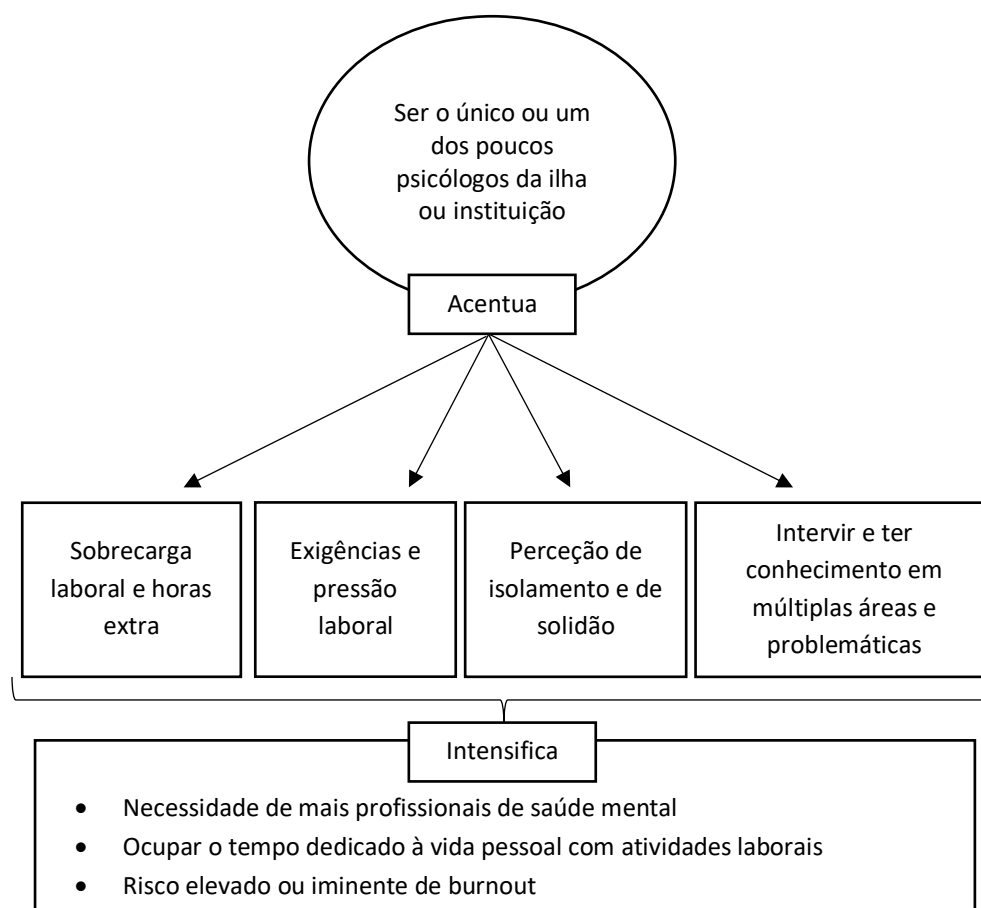 Ser o único ou um
dos poucos
psicólogos da ilha
ou instituição
Acentua
Sobrecarga
laboral e horas
extra
Exigências e
pressão
laboral
Perceção de
isolamento e de
solidão
Intervir e ter
conhecimento em
múltiplas áreas e
problemáticas
Intensifica
• Necessidade de mais profissionais de saúde mental
• Ocupar o tempo dedicado à vida pessoal com atividades laborais
• Risco elevado ou iminente de burnout